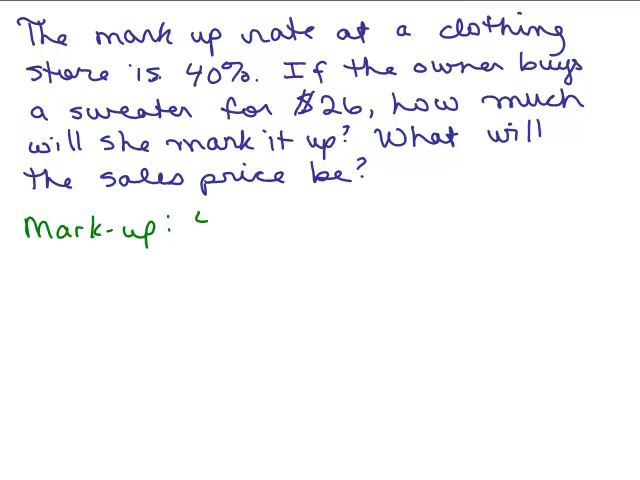 The mark up rate at a clothing
store is 40%. If the owner buys
a sweater for $26, how much
will she mark it up? What will
the sales price be?
Mark-up: